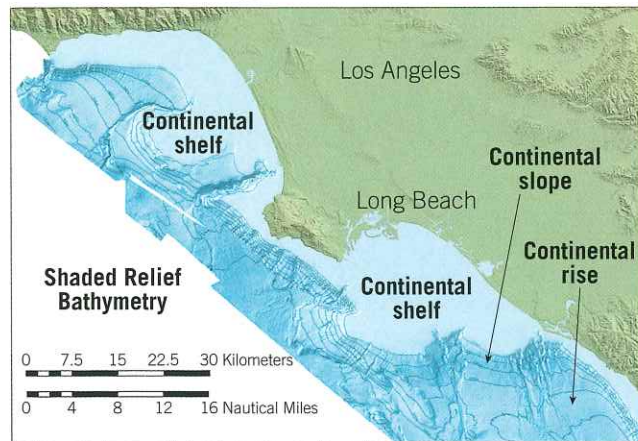 Los Angeles
Continental
shelf
Continental
slope
Long Beach
Continental
rise
Shaded Relief
Bathymetry
Continental
shelf
0 7.5 15 22.5 30 Kilometers
0 4 8 12 16 Nautical Miles